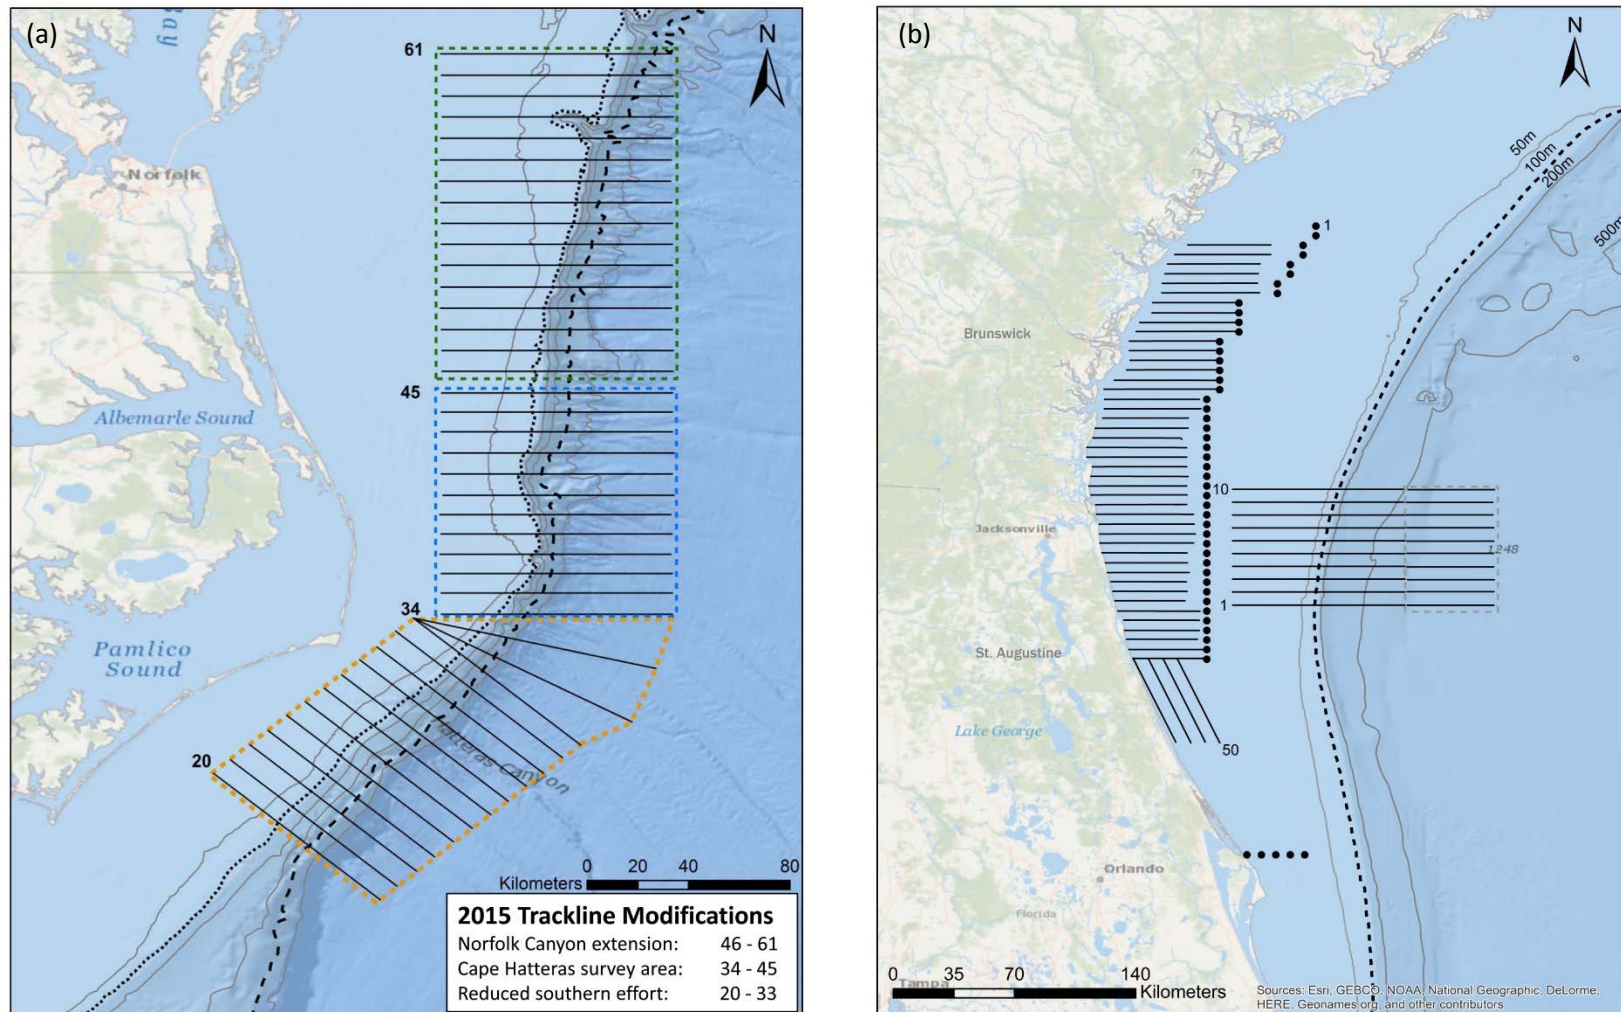 (a)
Bay
N
61
Norfolk
45
Albemarle Sound
34
Pamlico
Sound
20
Hatteras Canyon
0 20 40 80
Kilometers
2015 Trackline Modifications
Norfolk Canyon extension: 46 - 61
Cape Hatteras survey area: 34 - 45
Reduced southern effort: 20 - 33
(b)
N
50m
100m
200m
500m
1
Brunswick
10
Jacksonville
1248
1
St. Augustine
Lake George
50
Orlando
Florida
Tampa
0 35 70 140
Kilometers
Sources: Esri, GEBCO, NOAA, National Geographic, DeLorme,
HERE, Geonames.org, and other contributors